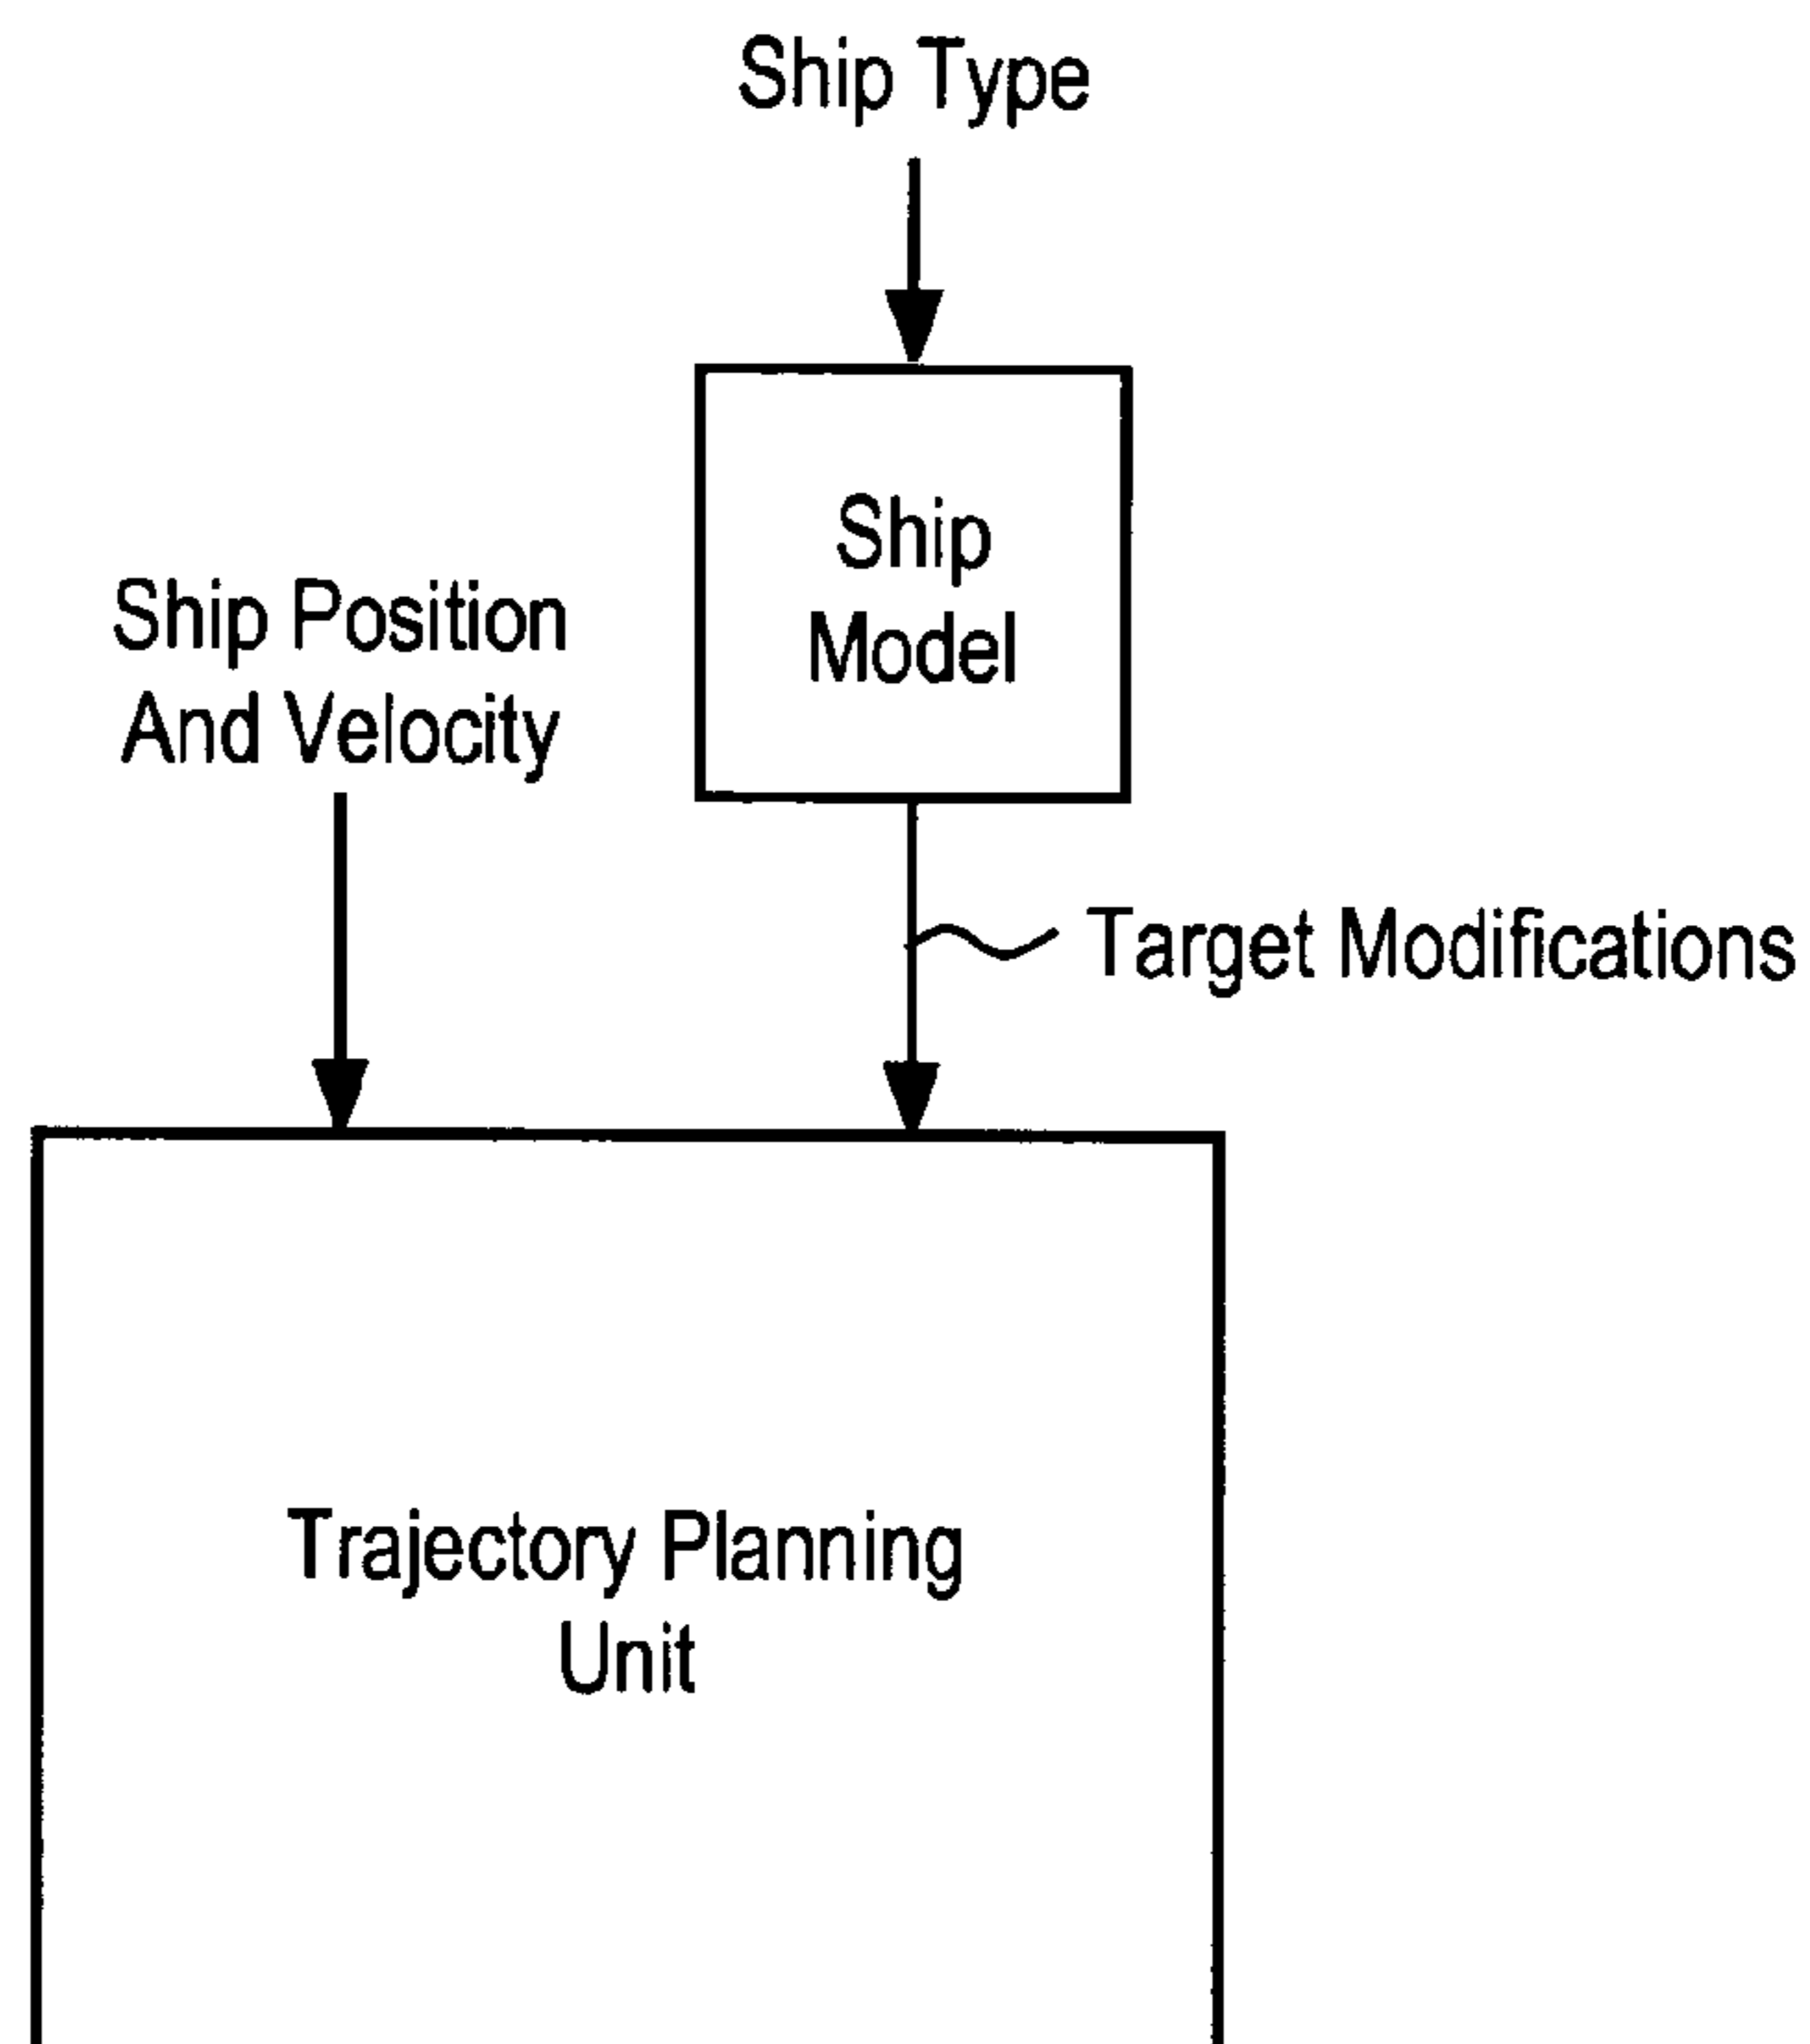 Ship Type
Ship
Model
Ship Position
And Velocity
Target Modifications
Trajectory Planning
Unit